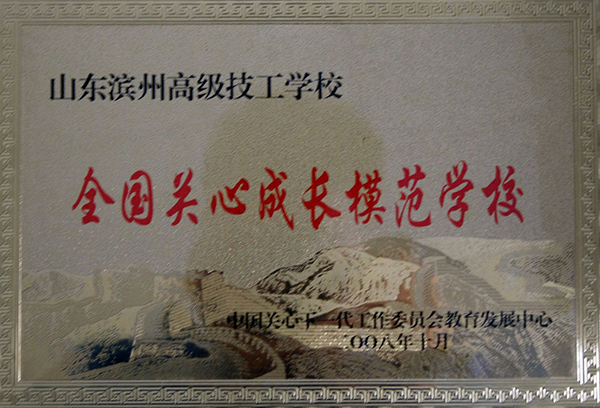 山东滨州高级技工学校
全国关心成长模范学校
中国关心下一代工作委员会教育发展中心
二〇〇八年十月